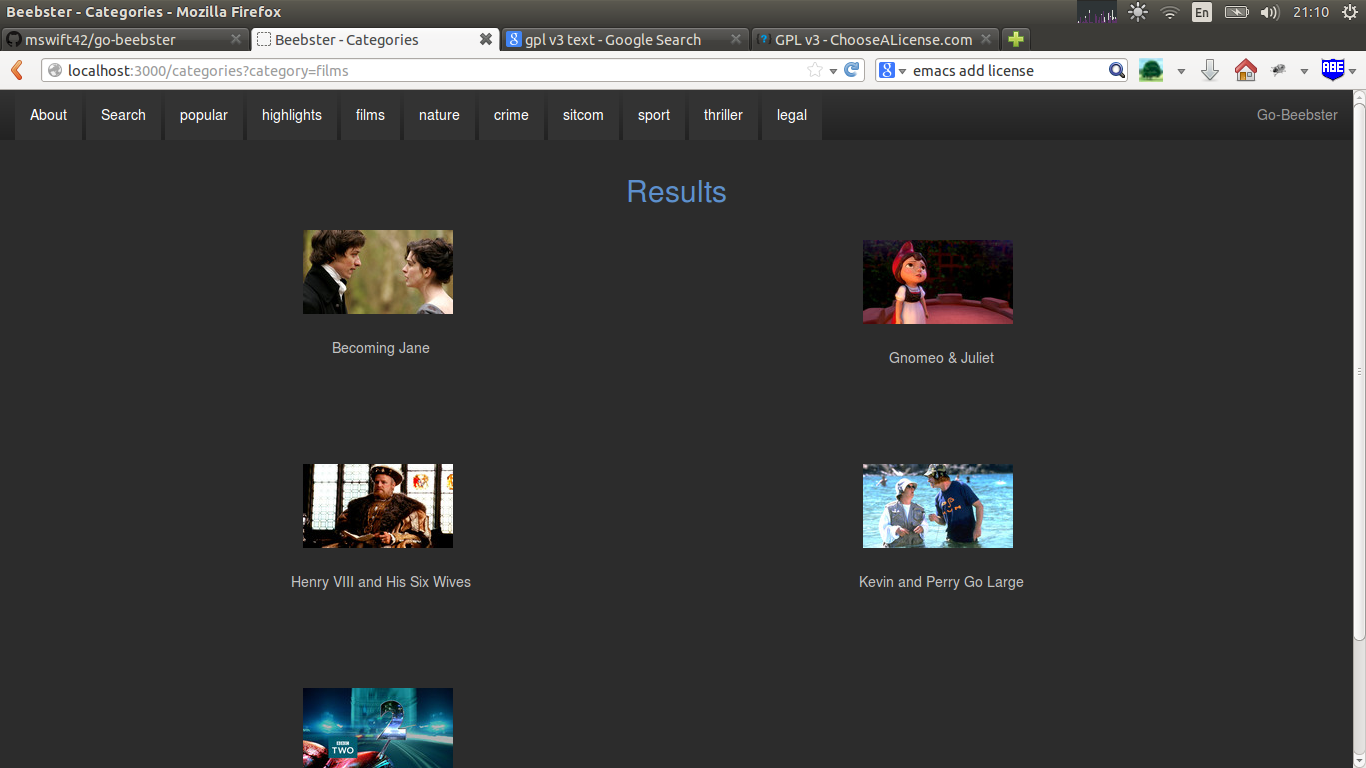 Beebster - Categories - Mozilla Firefox
En
21:10
mswift42/go-beebster
Beebster - Categories
gpl v3 text - Google Search
GPL v3 - ChooseALicense.com
localhost:3000/categories?category=films
emacs add license
ABE
About
Search
popular
highlights
films
nature
crime
sitcom
sport
thriller
legal
Go-Beebster
Results
Becoming Jane
Gnomeo & Juliet
Henry VIII and His Six Wives
Kevin and Perry Go Large
2
BBC
TWO